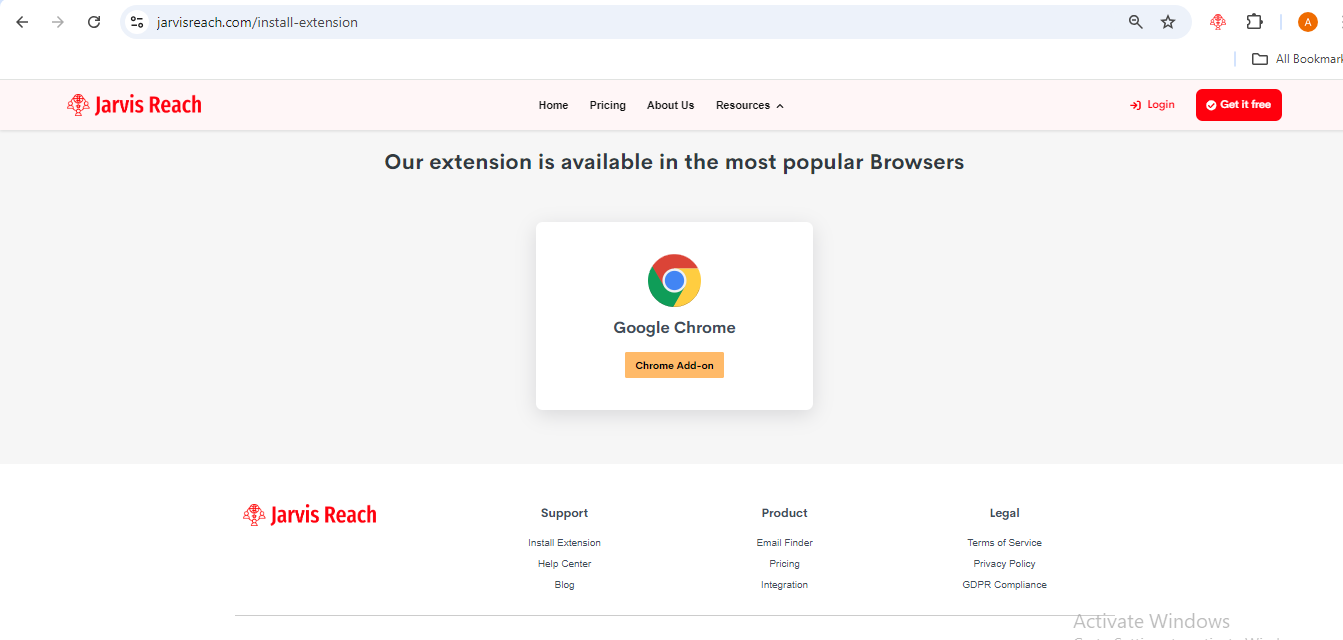 jarvisreach.com/install-extension
A
All Bookmark
Jarvis Reach
Home
Pricing
About Us
Resources
Login
Get it free
Our extension is available in the most popular Browsers
Google Chrome
Chrome Add-on
Jarvis Reach
Support
Install Extension
Help Center
Blog
Product
Email Finder
Pricing
Integration
Legal
Terms of Service
Privacy Policy
GDPR Compliance
Activate Windows